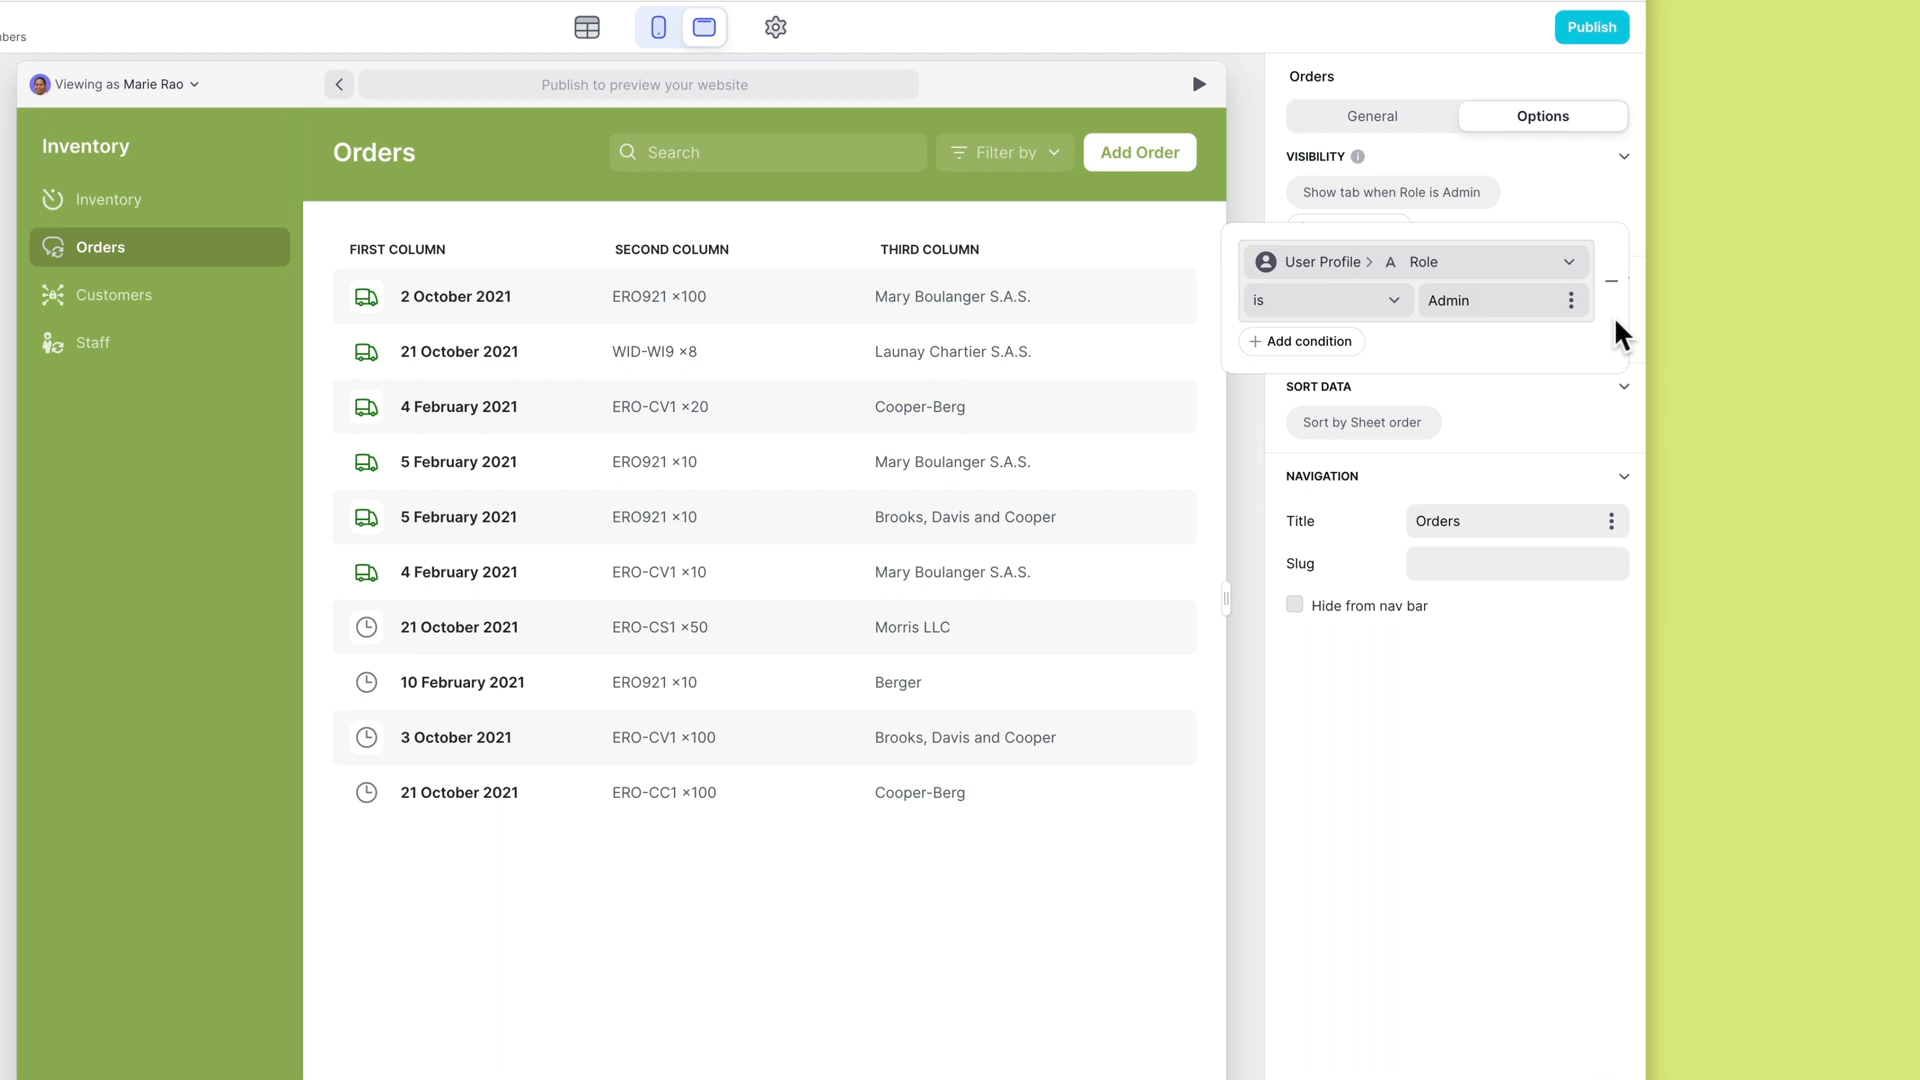 Publish
Viewing as Marie Rao
Publish to preview your website
Orders
General
Options
VISIBILITY
Show tab when Role is Admin
User Profile > A Role
is
Admin
+ Add condition
SORT DATA
Sort by Sheet order
NAVIGATION
Title
Orders
Slug
Hide from nav bar
Inventory
Inventory
Orders
Customers
Staff
Orders
Search
Filter by
Add Order
FIRST COLUMN SECOND COLUMN THIRD COLUMN
2 October 2021 ERO921 ×100 Mary Boulanger S.A.S.
21 October 2021 WID-WI9 ×8 Launay Chartier S.A.S.
4 February 2021 ERO-CV1 ×20 Cooper-Berg
5 February 2021 ERO921 ×10 Mary Boulanger S.A.S.
5 February 2021 ERO921 ×10 Brooks, Davis and Cooper
4 February 2021 ERO-CV1 ×10 Mary Boulanger S.A.S.
21 October 2021 ERO-CS1 ×50 Morris LLC
10 February 2021 ERO921 ×10 Berger
3 October 2021 ERO-CV1 ×100 Brooks, Davis and Cooper
21 October 2021 ERO-CC1 ×100 Cooper-Berg